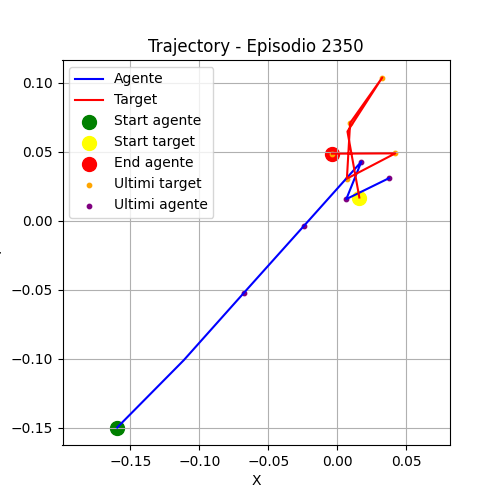 Trajectory - Episodio 2350
Agente
Target
Start agente
Start target
End agente
Ultimi target
Ultimi agente
0.10
0.05
0.00
−0.05
−0.10
−0.15
−0.15
−0.10
−0.05
0.00
0.05
X